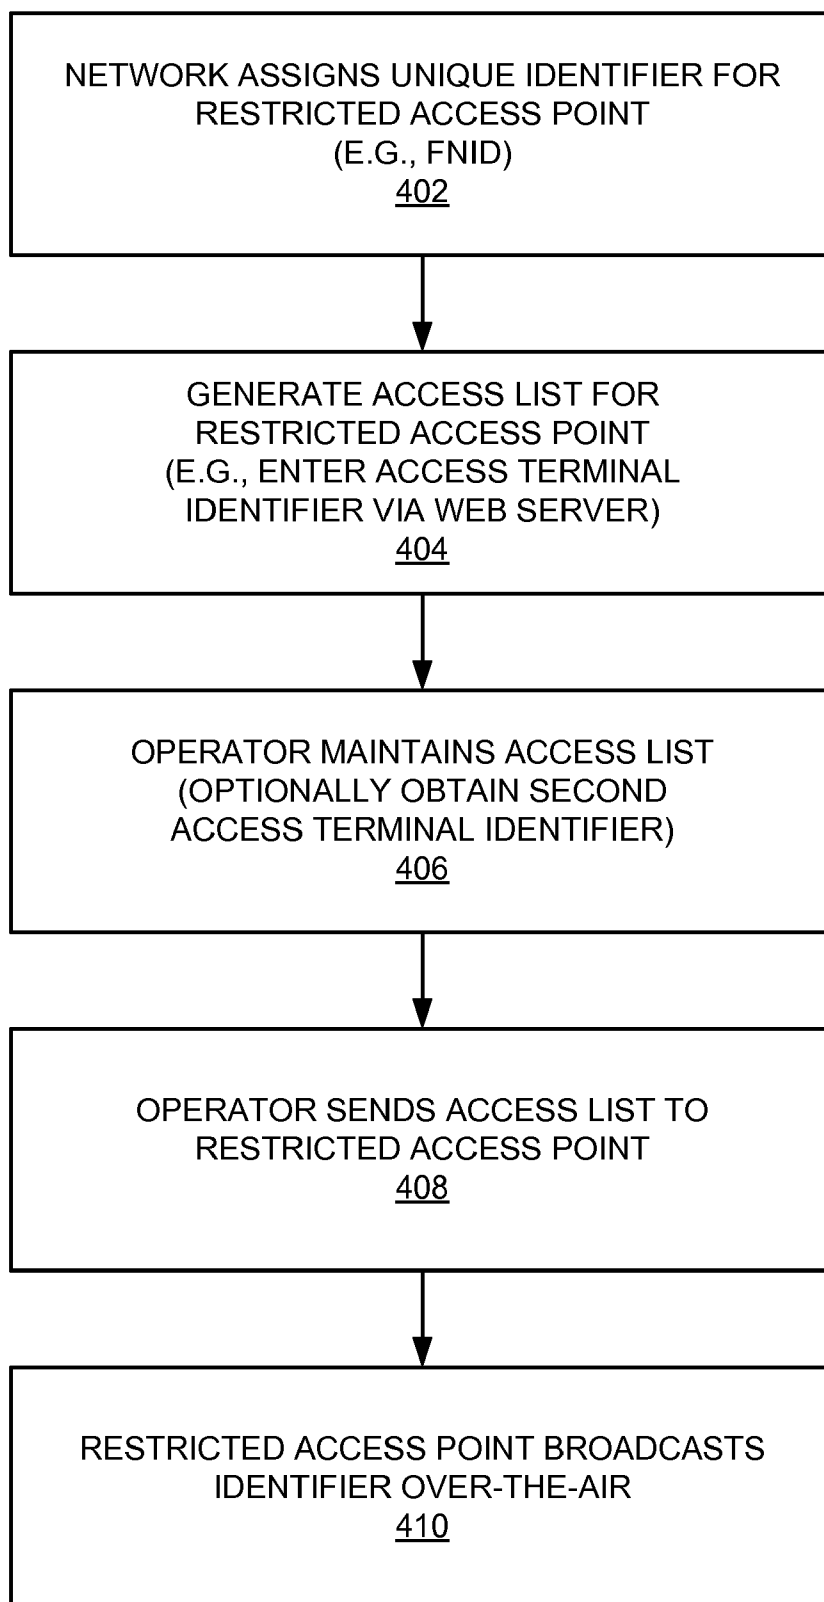 NETWORK ASSIGNS UNIQUE IDENTIFIER FOR
RESTRICTED ACCESS POINT
(E.G., FNID)
402
GENERATE ACCESS LIST FOR
RESTRICTED ACCESS POINT
(E.G., ENTER ACCESS TERMINAL
IDENTIFIER VIA WEB SERVER)
404
OPERATOR MAINTAINS ACCESS LIST
(OPTIONALLY OBTAIN SECOND
ACCESS TERMINAL IDENTIFIER)
406
OPERATOR SENDS ACCESS LIST TO
RESTRICTED ACCESS POINT
408
RESTRICTED ACCESS POINT BROADCASTS
IDENTIFIER OVER-THE-AIR
410